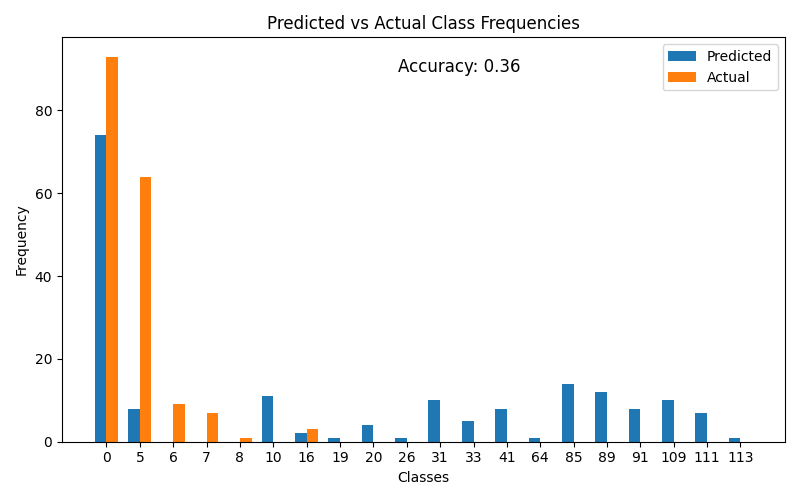 Predicted vs Actual Class Frequencies
Accuracy: 0.36
Predicted
Actual
Frequency
80
60
40
20
0
0 5 6 7 8 10 16 19 20 26 31 33 41 64 85 89 91 109 111 113
Classes